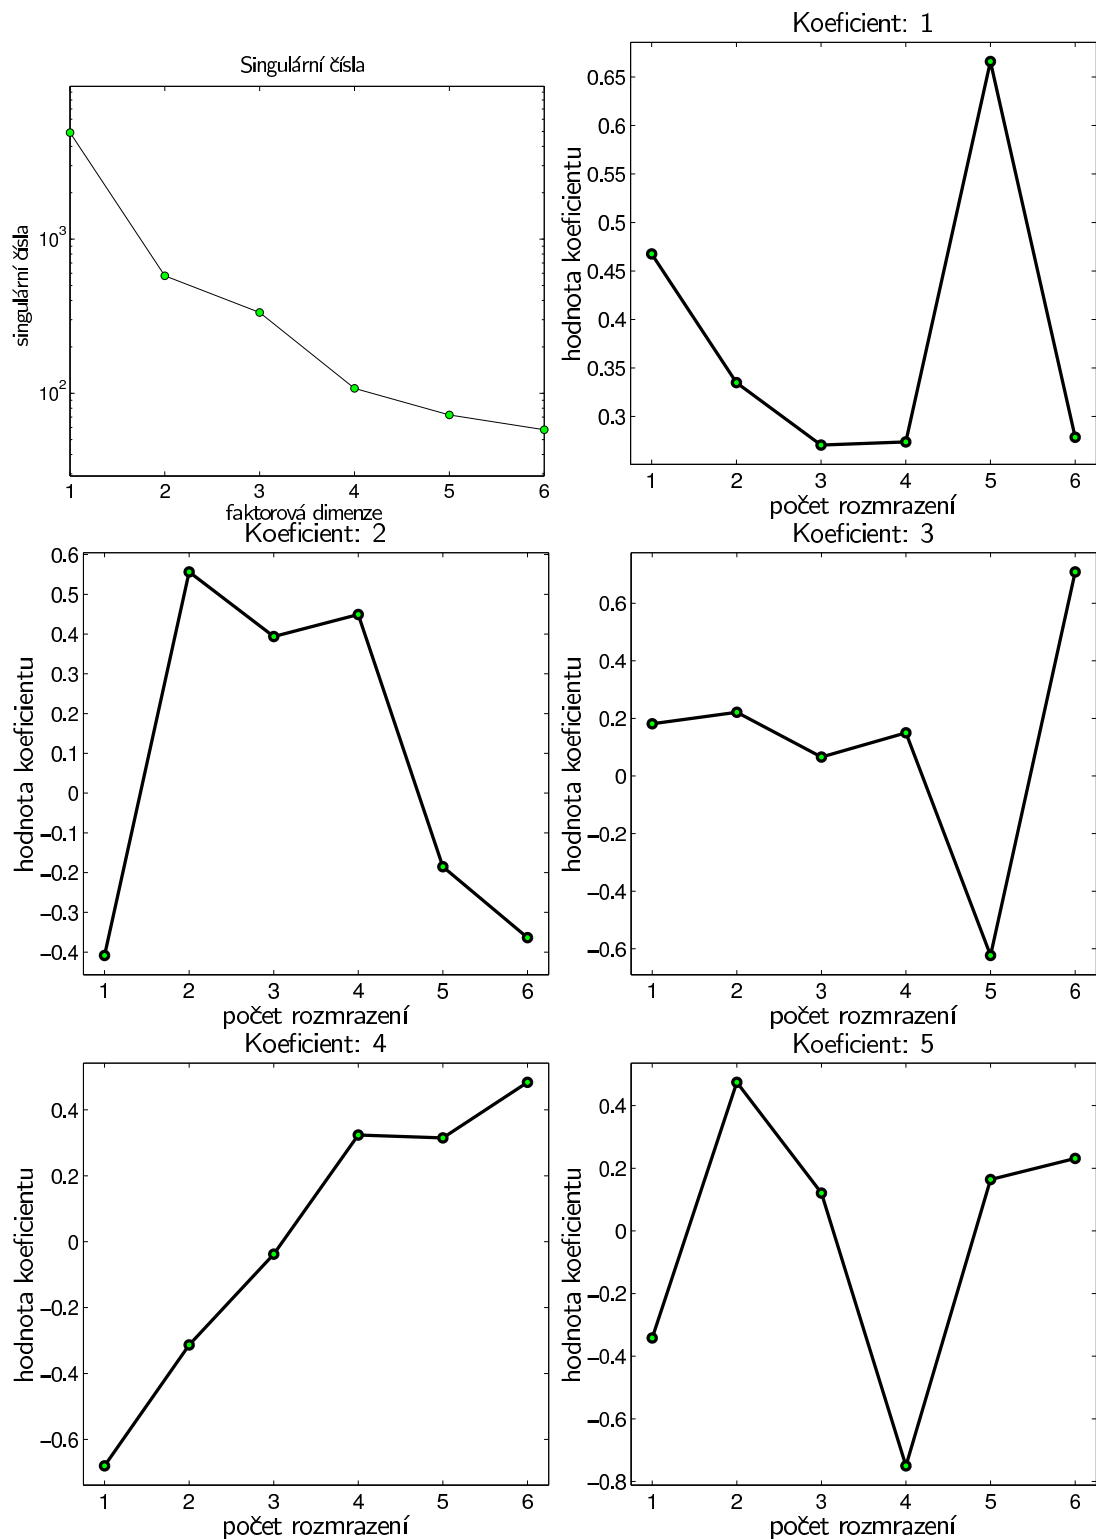 Singulární čísla
singulární čísla
10^3
10^2
1 2 3 4 5 6
faktorová dimenze
Koeficient: 1
hodnota koeficientu
0.65
0.6
0.55
0.5
0.45
0.4
0.35
0.3
1 2 3 4 5 6
počet rozmrazení
Koeficient: 2
hodnota koeficientu
0.6
0.5
0.4
0.3
0.2
0.1
0
−0.1
−0.2
−0.3
−0.4
1 2 3 4 5 6
počet rozmrazení
Koeficient: 3
hodnota koeficientu
0.6
0.4
0.2
0
−0.2
−0.4
−0.6
1 2 3 4 5 6
počet rozmrazení
Koeficient: 4
hodnota koeficientu
0.4
0.2
0
−0.2
−0.4
−0.6
1 2 3 4 5 6
počet rozmrazení
Koeficient: 5
hodnota koeficientu
0.4
0.2
0
−0.2
−0.4
−0.6
−0.8
1 2 3 4 5 6
počet rozmrazení